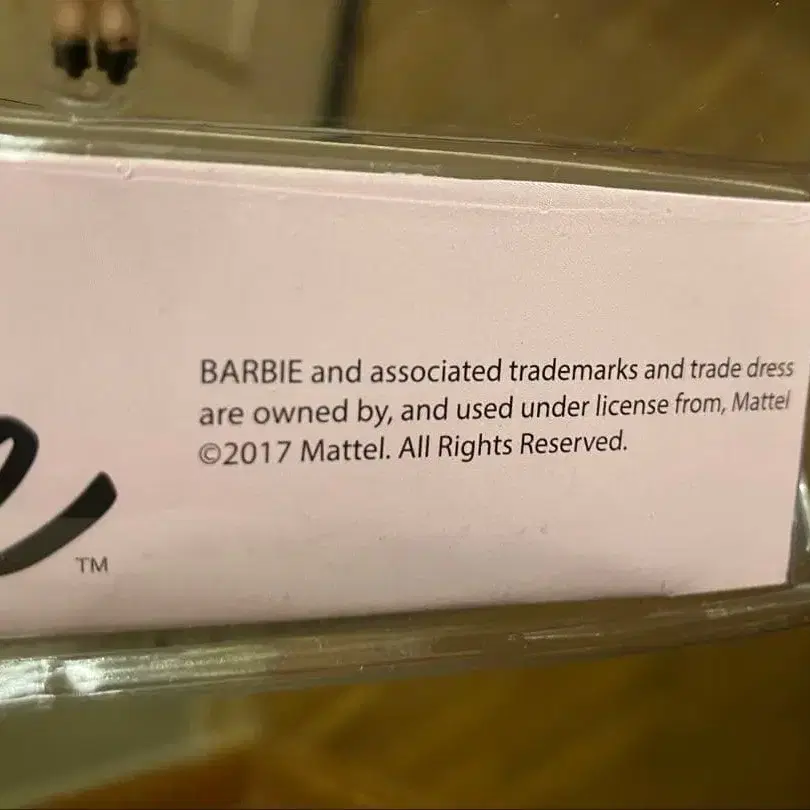 BARBIE and associated trademarks and trade dress
are owned by, and used under license from, Mattel
©2017 Mattel. All Rights Reserved.
e
TM